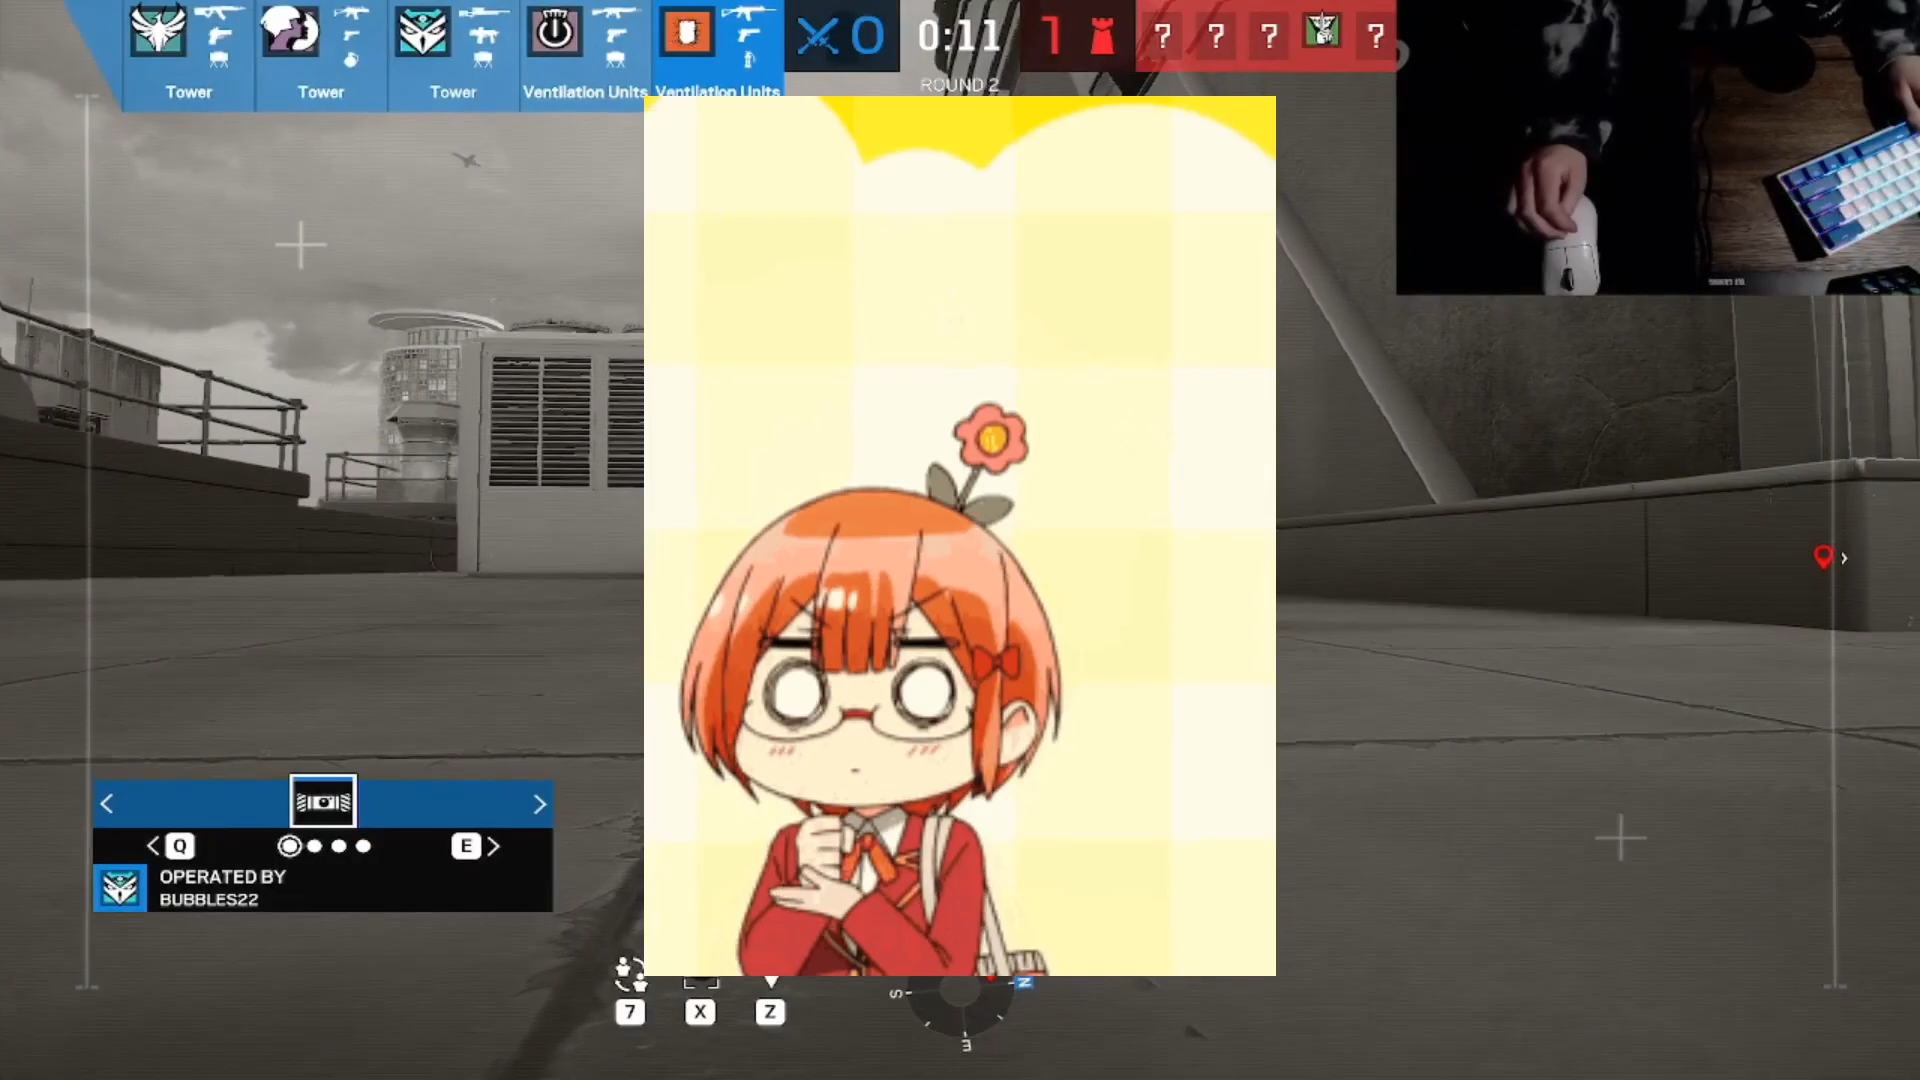 0 0:11 1 ? ? ? ?
Tower Tower Tower Ventilation Units Ventilation Units
ROUND 2
Q E
OPERATED BY
BUBBLES22
N
S
7 X Z
E